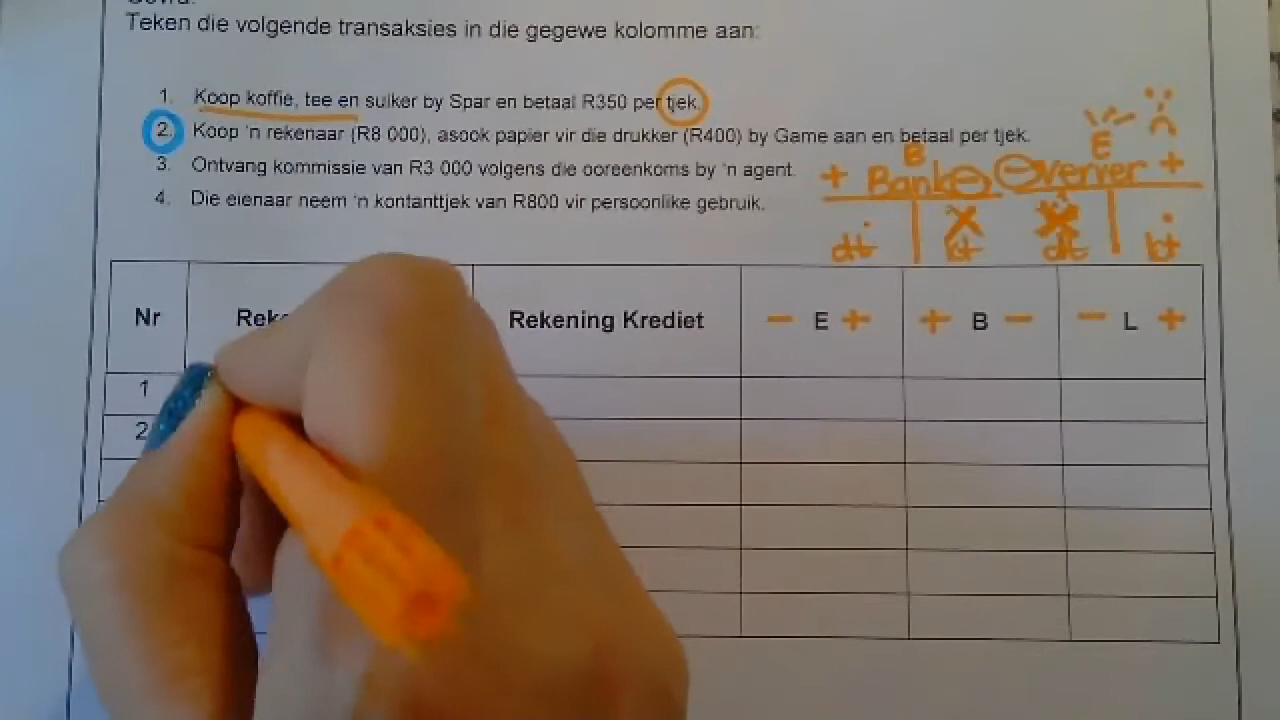 Teken die volgende transaksies in die gegewe kolomme aan:
1. Koop koffie, tee en suiker by Spar en betaal R350 per tjek.
2. Koop 'n rekenaar (R8 000), asook papier vir die drukker (R400) by Game aan en betaal per tjek.
3. Ontvang kommissie van R3 000 volgens die ooreenkoms by 'n agent.
4. Die eienaar neem 'n kontanttjek van R800 vir persoonlike gebruik.
B E
+ Bank - - Oververv +
dt kt dt kt
Nr Rek Rekening Krediet - E + + B - - L +
1
2